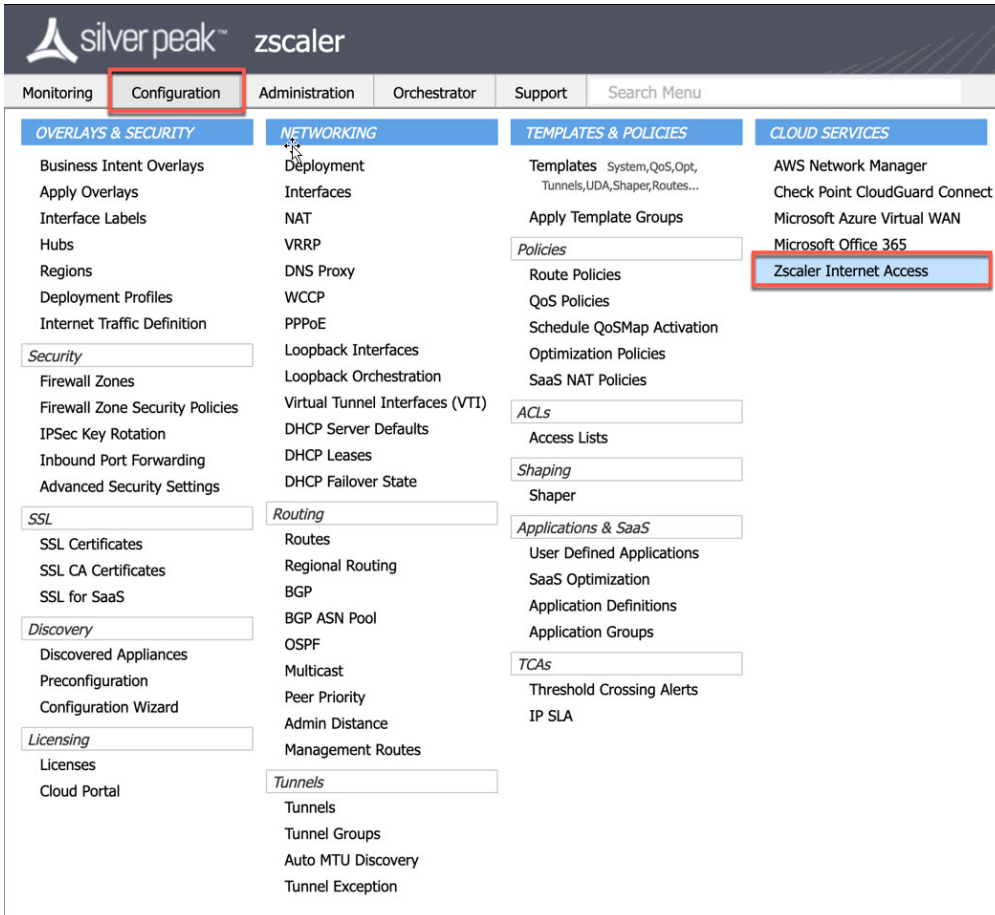 silver peak™ zscaler
Monitoring Configuration Administration Orchestrator Support Search Menu
OVERLAYS & SECURITY
Business Intent Overlays
Apply Overlays
Interface Labels
Hubs
Regions
Deployment Profiles
Internet Traffic Definition
Security
Firewall Zones
Firewall Zone Security Policies
IPSec Key Rotation
Inbound Port Forwarding
Advanced Security Settings
SSL
SSL Certificates
SSL CA Certificates
SSL for SaaS
Discovery
Discovered Appliances
Preconfiguration
Configuration Wizard
Licensing
Licenses
Cloud Portal
NETWORKING
Deployment
Interfaces
NAT
VRRP
DNS Proxy
WCCP
PPPoE
Loopback Interfaces
Loopback Orchestration
Virtual Tunnel Interfaces (VTI)
DHCP Server Defaults
DHCP Leases
DHCP Failover State
Routing
Routes
Regional Routing
BGP
BGP ASN Pool
OSPF
Multicast
Peer Priority
Admin Distance
Management Routes
Tunnels
Tunnels
Tunnel Groups
Auto MTU Discovery
Tunnel Exception
TEMPLATES & POLICIES
Templates System,QoS,Opt,
Tunnels,UDA,Shaper,Routes...
Apply Template Groups
Policies
Route Policies
QoS Policies
Schedule QoSMap Activation
Optimization Policies
SaaS NAT Policies
ACLs
Access Lists
Shaping
Shaper
Applications & SaaS
User Defined Applications
SaaS Optimization
Application Definitions
Application Groups
TCAs
Threshold Crossing Alerts
IP SLA
CLOUD SERVICES
AWS Network Manager
Check Point CloudGuard Connect
Microsoft Azure Virtual WAN
Microsoft Office 365
Zscaler Internet Access